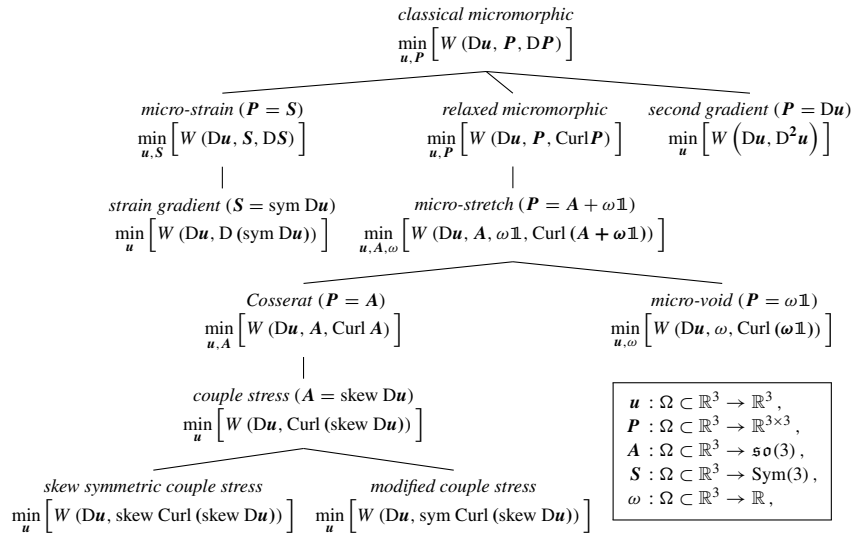 classical micromorphic
min_{u,P} [W (Du, P, DP)]
micro-strain (P = S) relaxed micromorphic second gradient (P = Du)
min_{u,S} [W (Du, S, DS)] min_{u,P} [W (Du, P, CurlP)] min_u [W (Du, D²u)]
strain gradient (S = sym Du) micro-stretch (P = A + ω𝟙)
min_u [W (Du, D (sym Du))] min_{u,A,ω} [W (Du, A, ω𝟙, Curl (A + ω𝟙))]
Cosserat (P = A) micro-void (P = ω𝟙)
min_{u,A} [W (Du, A, Curl A)] min_{u,ω} [W (Du, ω, Curl (ω𝟙))]
couple stress (A = skew Du)
min_u [W (Du, Curl (skew Du))]
skew symmetric couple stress modified couple stress
min_u [W (Du, skew Curl (skew Du))] min_u [W (Du, sym Curl (skew Du))]
u : Ω ⊂ ℝ³ → ℝ³ ,
P : Ω ⊂ ℝ³ → ℝ³ˣ³ ,
A : Ω ⊂ ℝ³ → 𝔰𝔬(3) ,
S : Ω ⊂ ℝ³ → Sym(3) ,
ω : Ω ⊂ ℝ³ → ℝ ,